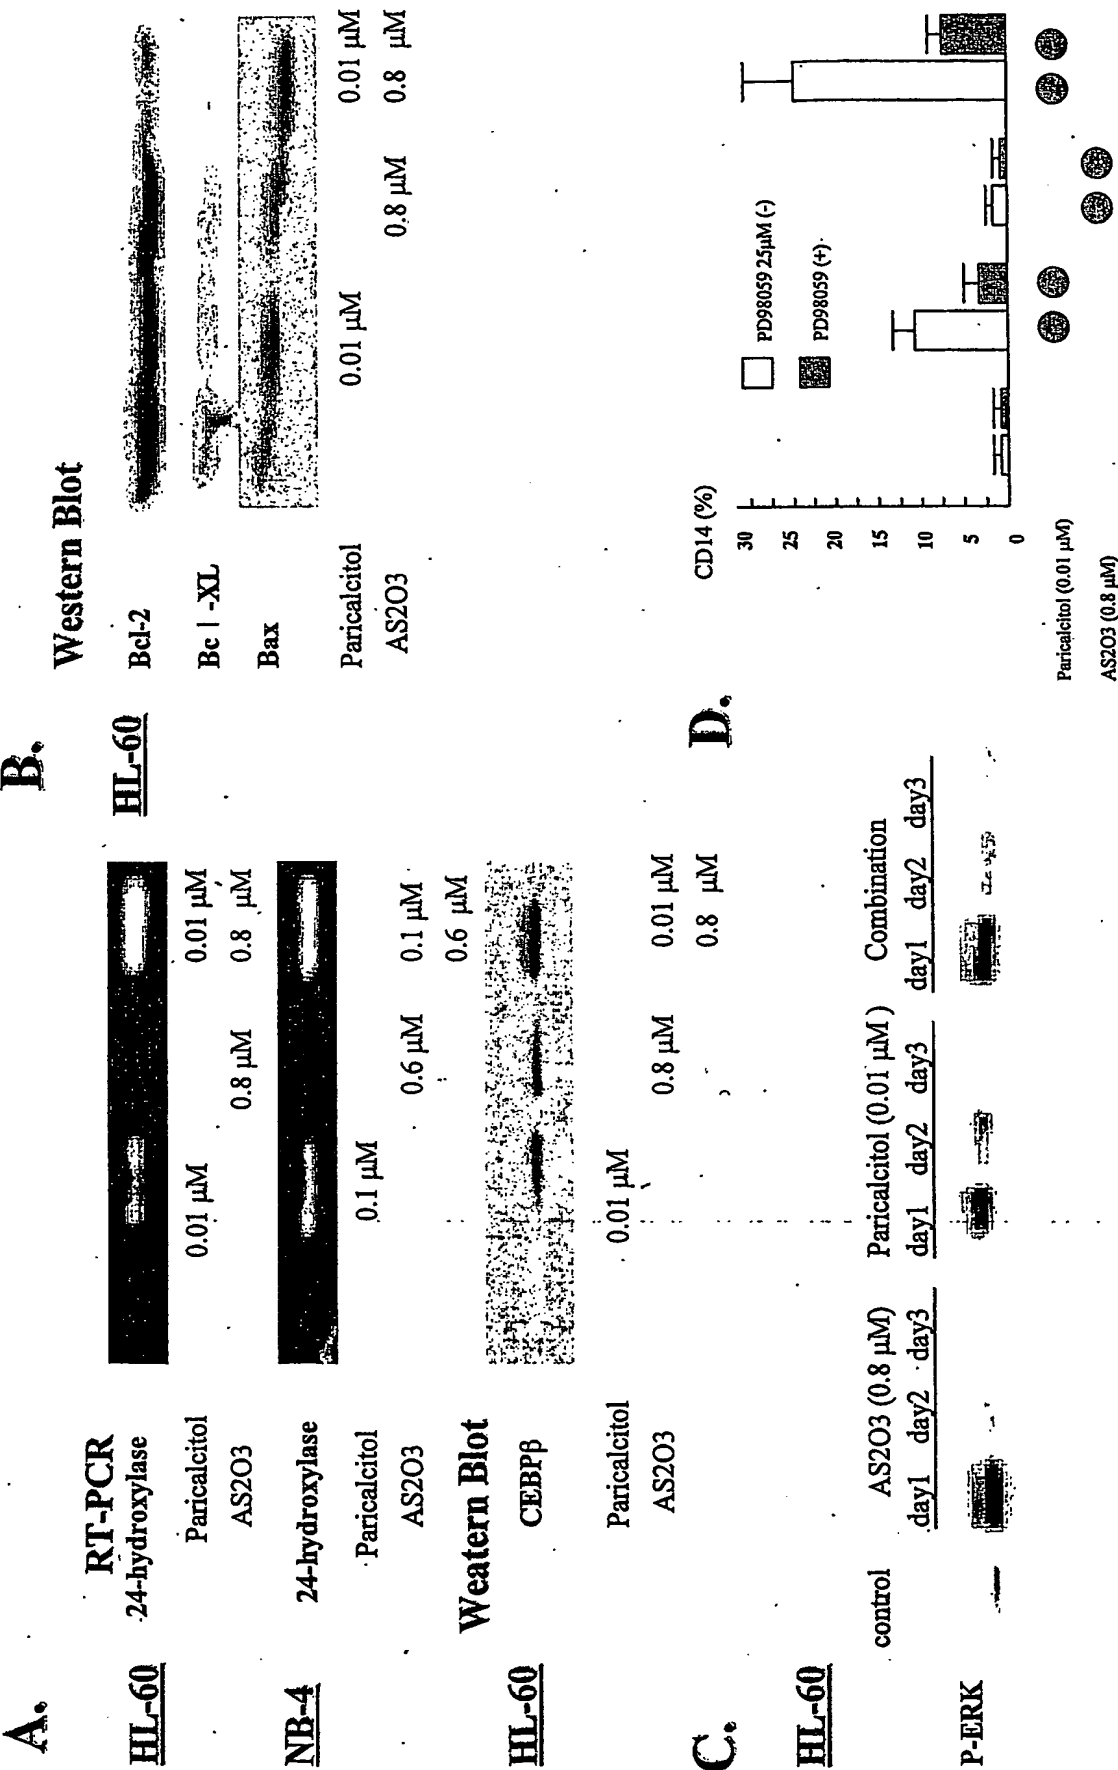 A.
RT-PCR
HL-60 24-hydroxylase
Paricalcitol 0.01 µM 0.01 µM
AS2O3 0.8 µM 0.8 µM
NB-4 24-hydroxylase
Paricalcitol 0.1 µM 0.1 µM
AS2O3 0.6 µM 0.6 µM
Weatern Blot
HL-60 CEBPβ
Paricalcitol 0.01 µM 0.01 µM
AS2O3 0.8 µM 0.8 µM
B.
Western Blot
HL-60 Bcl-2
Bc l -XL
Bax
Paricalcitol 0.01 µM 0.01 µM
AS2O3 0.8 µM 0.8 µM
C.
HL-60
control AS2O3 (0.8 µM) Paricalcitol (0.01 µM ) Combination
day1 day2 day3 day1 day2 day3 day1 day2 day3
P-ERK
D.
CD14 (%)
30
25
20
15
10
5
0
PD98059 25µM (-)
PD98059 (+)
Paricalcitol (0.01 µM)
AS2O3 (0.8 µM)